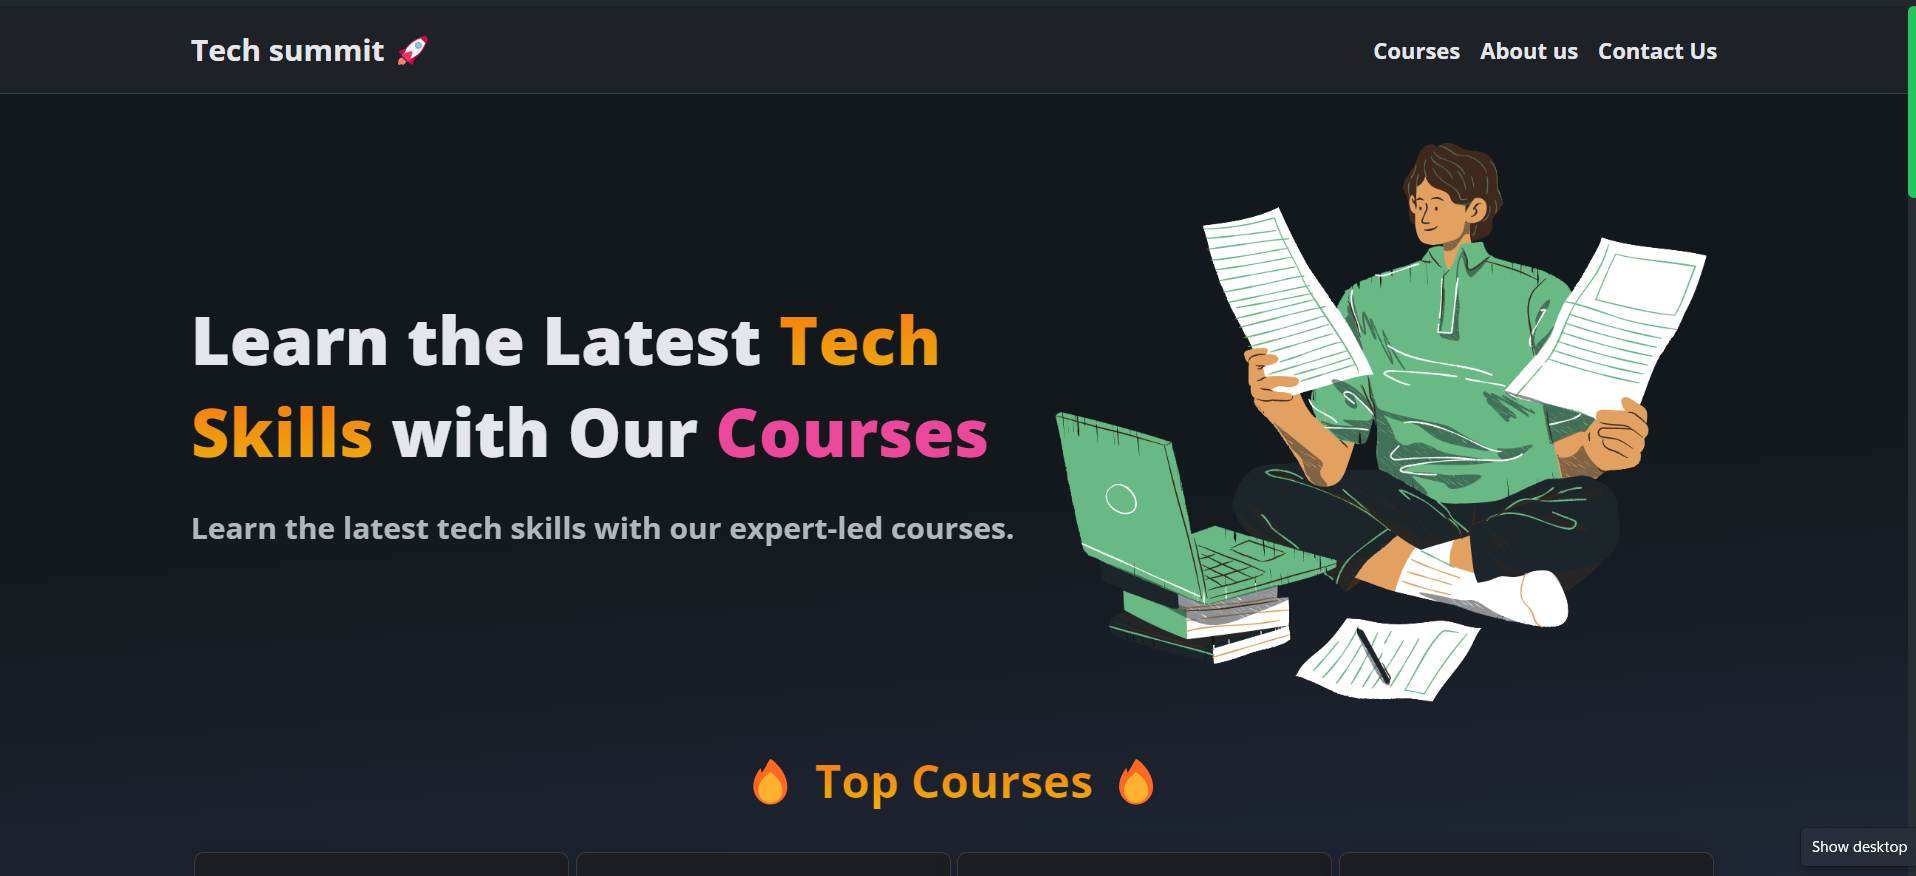 Tech summit 🚀
Courses About us Contact Us
Learn the Latest Tech
Skills with Our Courses
Learn the latest tech skills with our expert-led courses.
🔥 Top Courses 🔥
Show desktop